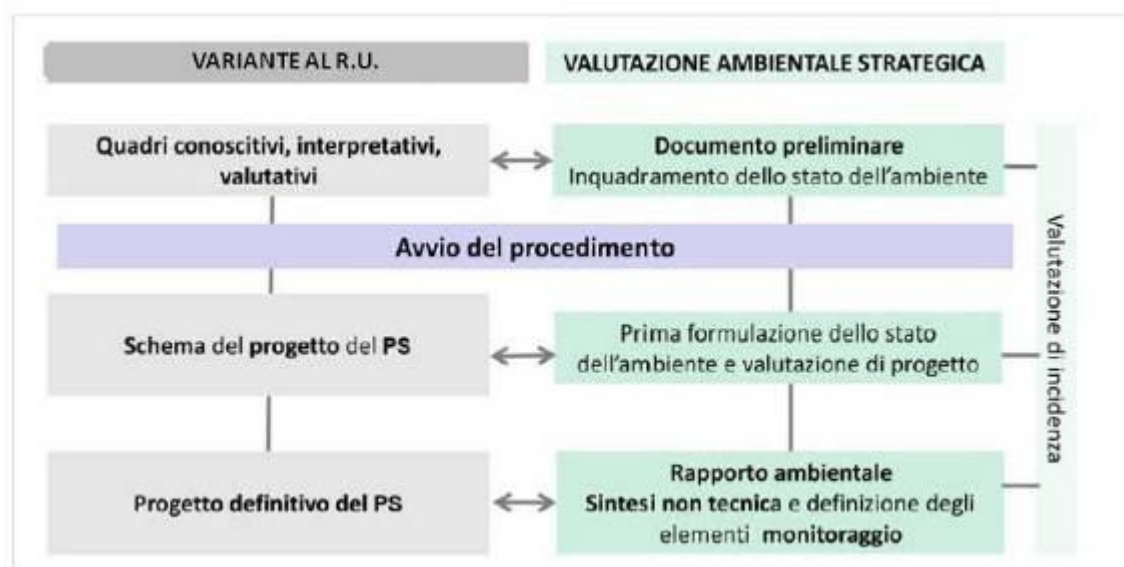 VARIANTE AL R.U.
VALUTAZIONE AMBIENTALE STRATEGICA
Quadri conoscitivi, interpretativi,
valutativi
Documento preliminare
Inquadramento dello stato dell'ambiente
Avvio del procedimento
Schema del progetto del PS
Prima formulazione dello stato
dell'ambiente e valutazione di progetto
Progetto definitivo del PS
Rapporto ambientale
Sintesi non tecnica e definizione degli
elementi monitoraggio
Valutazione di incidenza